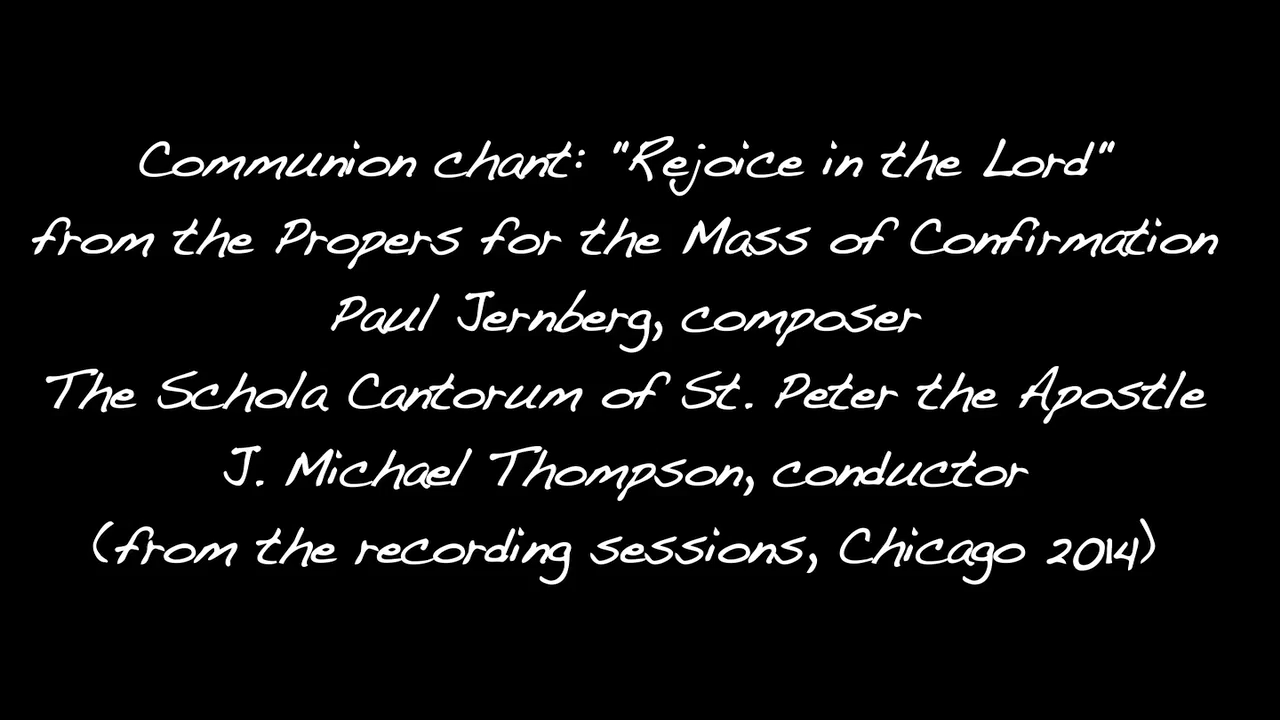 Communion chant: "Rejoice in the Lord"
from the Propers for the Mass of Confirmation
Paul Jernberg, composer
The Schola Cantorum of St. Peter the Apostle
J. Michael Thompson, conductor
(from the recording sessions, Chicago 2014)